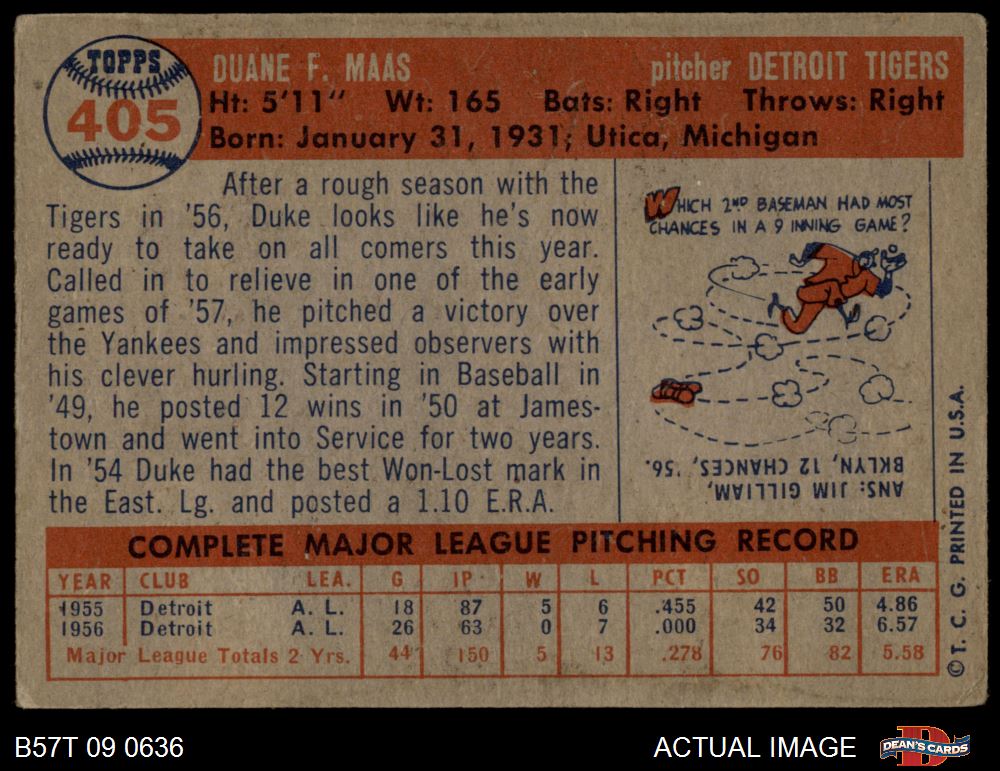 TOPPS
405
DUANE F. MAAS pitcher DETROIT TIGERS
Ht: 5'11" Wt: 165 Bats: Right Throws: Right
Born: January 31, 1931; Utica, Michigan
After a rough season with the
Tigers in '56, Duke looks like he's now
ready to take on all comers this year.
Called in to relieve in one of the early
games of '57, he pitched a victory over
the Yankees and impressed observers with
his clever hurling. Starting in Baseball in
'49, he posted 12 wins in '50 at James-
town and went into Service for two years.
In '54 Duke had the best Won-Lost mark in
the East. Lg. and posted a 1.10 E.R.A.
WHICH 2ND BASEMAN HAD MOST
CHANCES IN A 9 INNING GAME?
ANS: JIM GILLIAM,
BKLYN, 12 CHANCES, '56.
COMPLETE MAJOR LEAGUE PITCHING RECORD
YEAR CLUB LEA. G IP W L PCT SO BB ERA
1955 Detroit A. L. 18 87 5 6 .455 42 50 4.86
1956 Detroit A. L. 26 63 0 7 .000 34 32 6.57
Major League Totals 2 Yrs. 44 150 5 13 .278 76 82 5.58
© T. C. G. PRINTED IN U.S.A.
B57T 09 0636 ACTUAL IMAGE DEAN'S CARDS